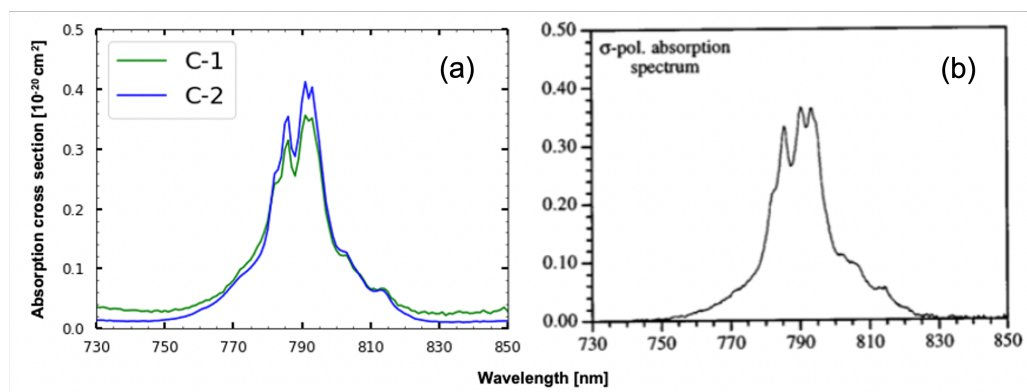 0.5
0.4
0.3
0.2
0.1
0.0
Absorption cross section [10⁻²⁰ cm²]
C-1
C-2
(a)
730 750 770 790 810 830 850
0.50
0.40
0.30
0.20
0.10
0.00
σ-pol. absorption
spectrum
(b)
730 750 770 790 810 830 850
Wavelength [nm]